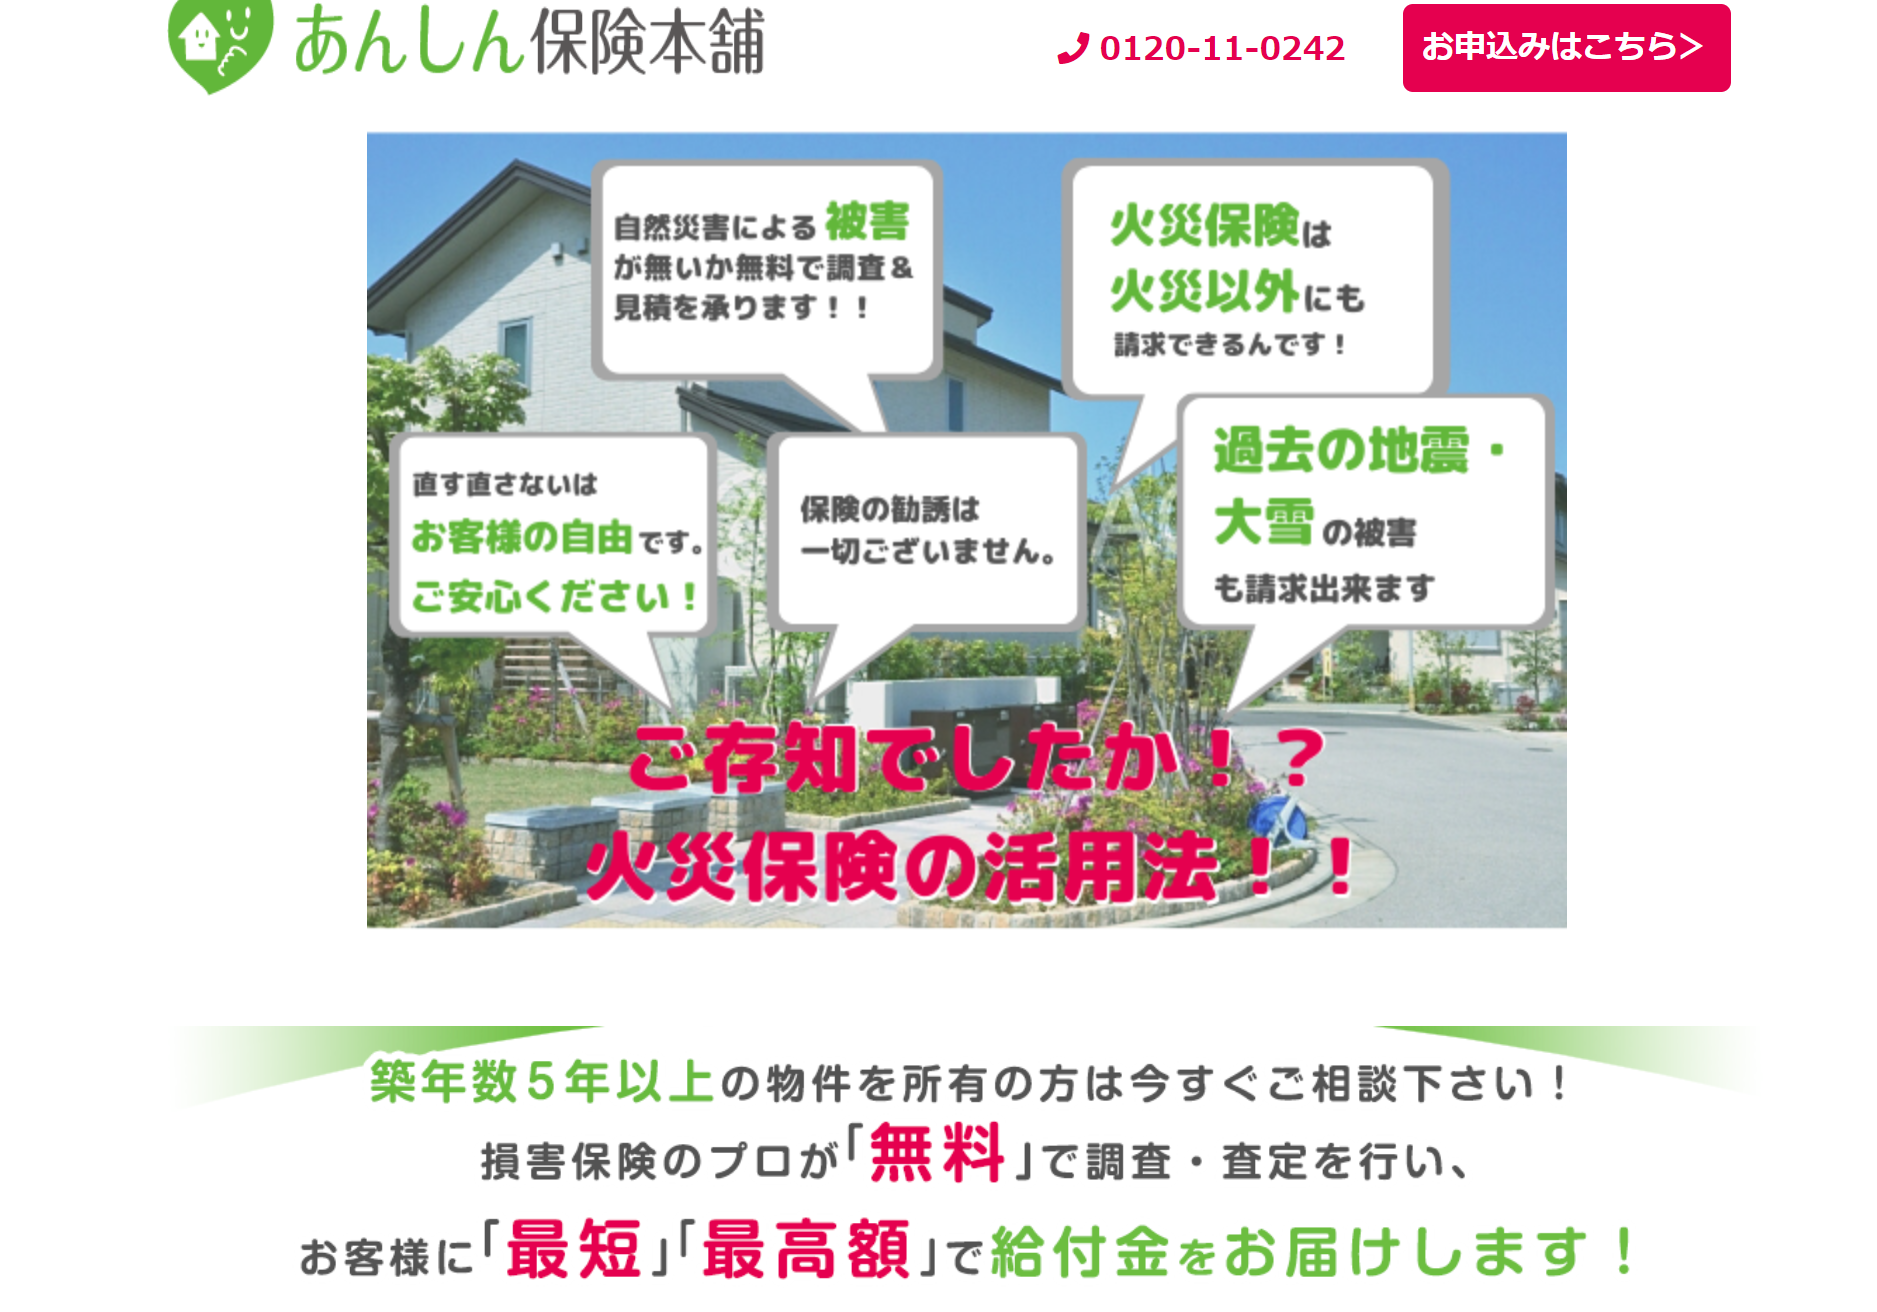 あんしん保険本舗
0120-11-0242
お申込みはこちら＞
自然災害による 被害
が無いか無料で調査＆
見積を承ります！！
火災保険は
火災以外にも
請求できるんです！
直す直さないは
お客様の自由です。
ご安心ください！
保険の勧誘は
一切ございません。
過去の地震・
大雪の被害
も請求出来ます
ご存知でしたか！？
火災保険の活用法！！
築年数５年以上の物件を所有の方は今すぐご相談下さい！
損害保険のプロが「無料」で調査・査定を行い、
お客様に「最短」「最高額」で給付金をお届けします！